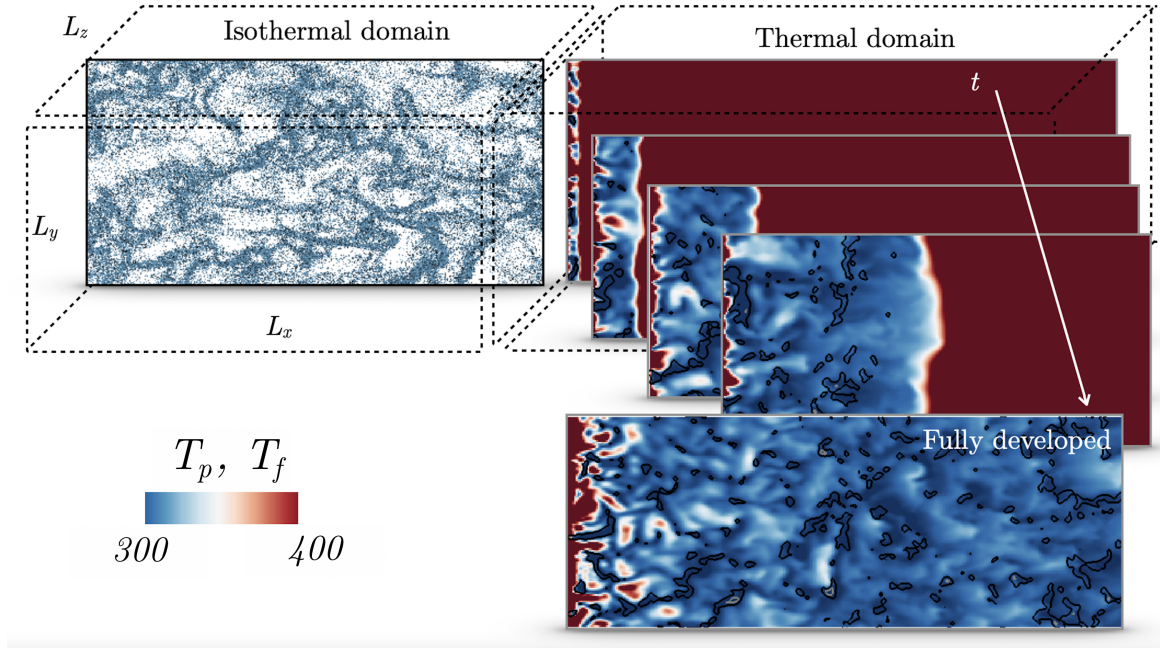 L_z
Isothermal domain
Thermal domain
t
L_y
L_x
Fully developed
T_p, T_f
300
400